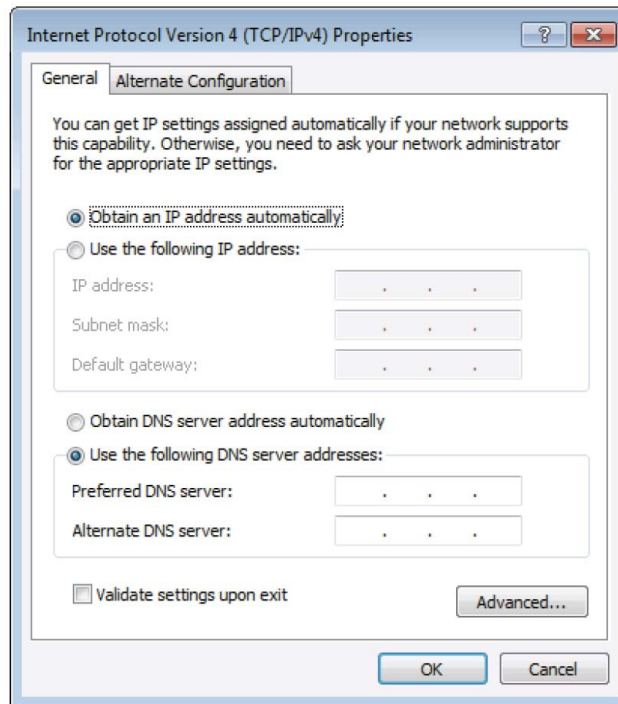 Internet Protocol Version 4 (TCP/IPv4) Properties
General
Alternate Configuration
You can get IP settings assigned automatically if your network supports
this capability. Otherwise, you need to ask your network administrator
for the appropriate IP settings.
Obtain an IP address automatically
Use the following IP address:
IP address:
Subnet mask:
Default gateway:
Obtain DNS server address automatically
Use the following DNS server addresses:
Preferred DNS server:
Alternate DNS server:
Validate settings upon exit
Advanced...
OK
Cancel